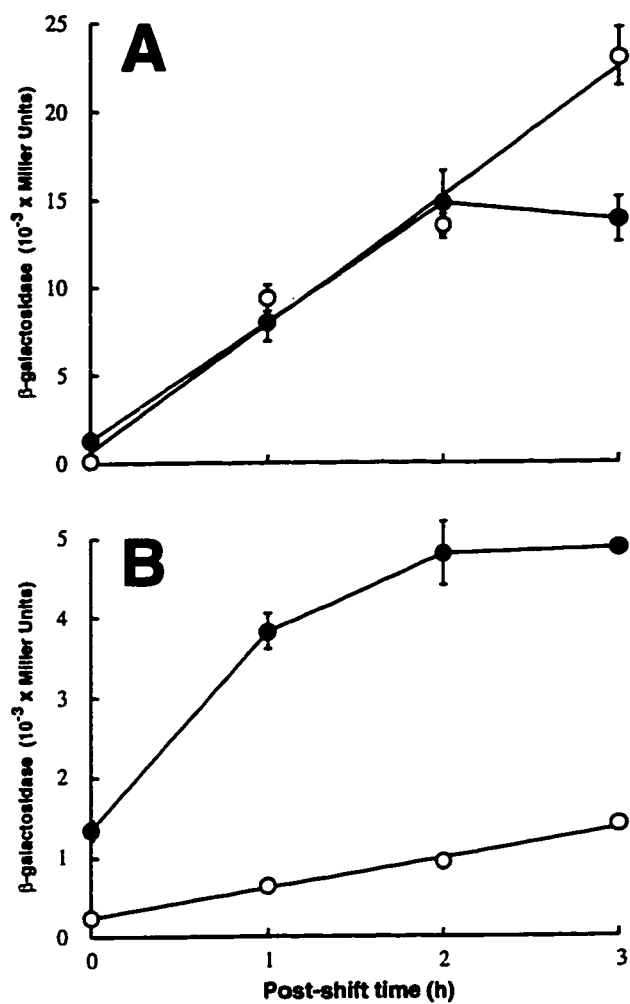 A
25
20
15
10
5
0
β-galactosidase (10⁻³ x Miller Units)
B
5
4
3
2
1
0
β-galactosidase (10⁻³ x Miller Units)
0 1 2 3
Post-shift time (h)